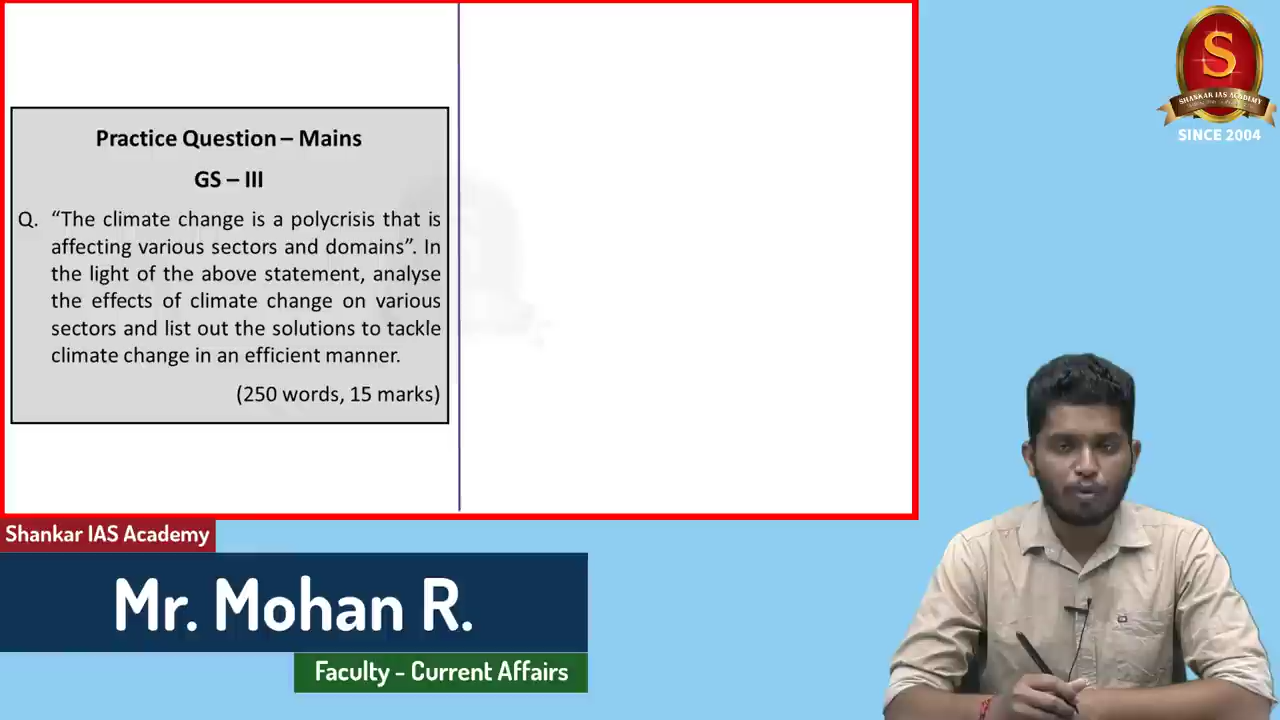 Practice Question – Mains
GS – III
Q. “The climate change is a polycrisis that is
affecting various sectors and domains”. In
the light of the above statement, analyse
the effects of climate change on various
sectors and list out the solutions to tackle
climate change in an efficient manner.
(250 words, 15 marks)
S
SHANKAR IAS ACADEMY
SINCE 2004
Shankar IAS Academy
Mr. Mohan R.
Faculty - Current Affairs